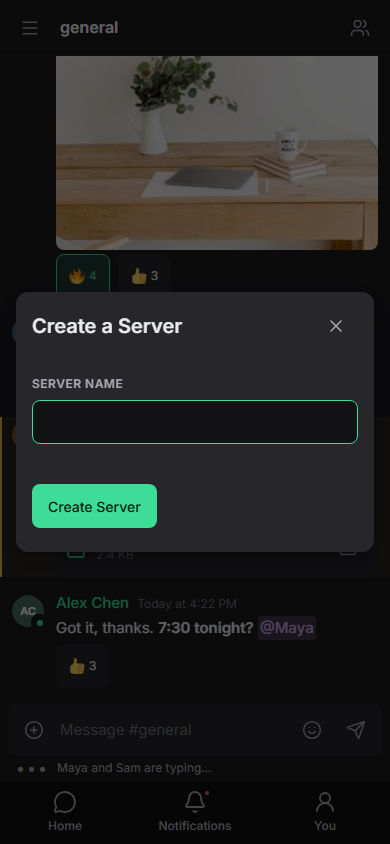 general
🔥 4 👍 3
Create a Server
SERVER NAME
Create Server
2.4 KB
AC
Alex Chen Today at 4:22 PM
Got it, thanks. 7:30 tonight? @Maya
👍 3
Message #general
Maya and Sam are typing...
Home Notifications You